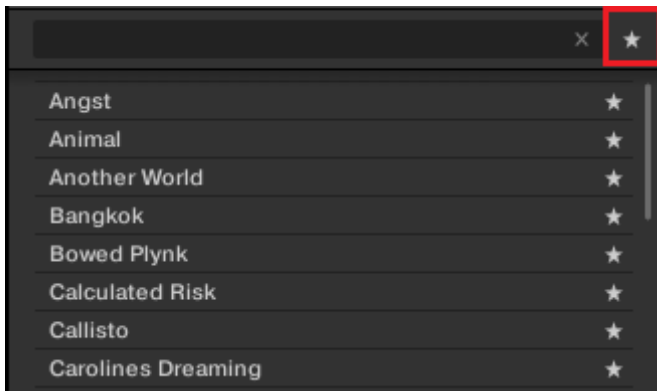 Angst
Animal
Another World
Bangkok
Bowed Plynk
Calculated Risk
Callisto
Carolines Dreaming